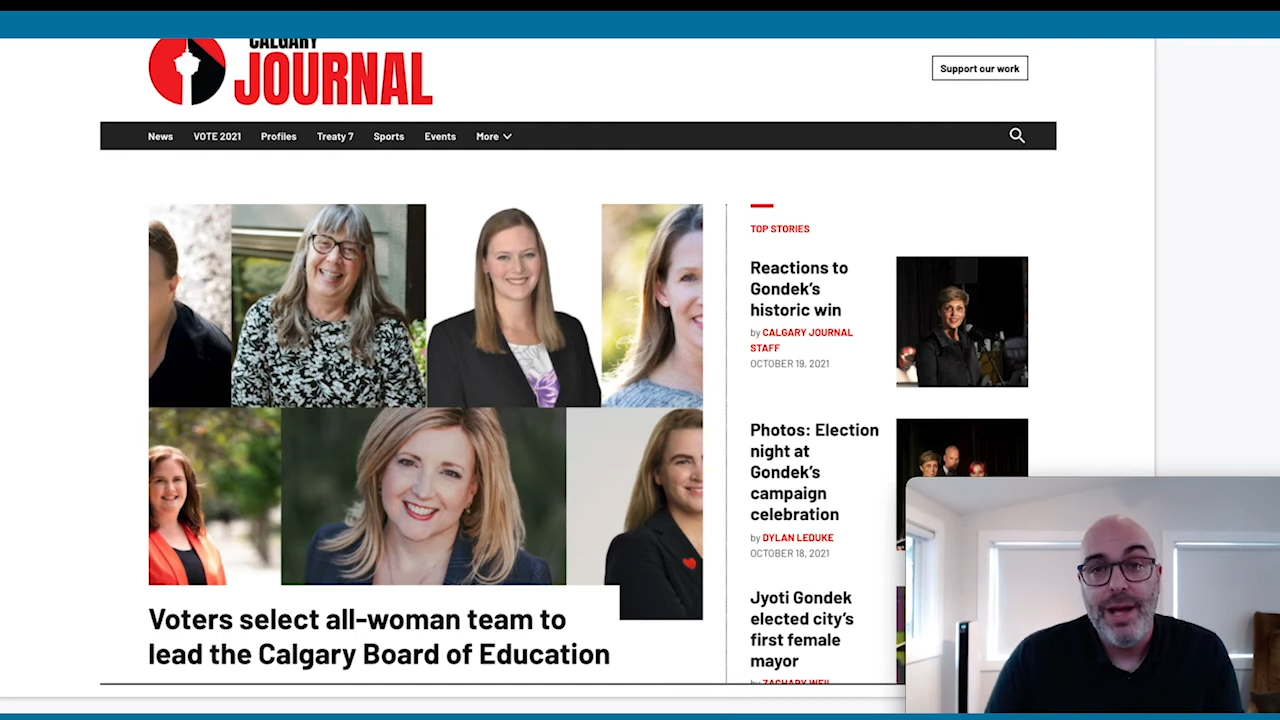 CALGARY
JOURNAL
Support our work
News VOTE 2021 Profiles Treaty 7 Sports Events More
TOP STORIES
Reactions to
Gondek's
historic win
by CALGARY JOURNAL
STAFF
OCTOBER 19, 2021
Photos: Election
night at
Gondek's
campaign
celebration
by DYLAN LEDUKE
OCTOBER 18, 2021
Jyoti Gondek
elected city's
first female
mayor
by ZACHARY WEIL
Voters select all-woman team to
lead the Calgary Board of Education